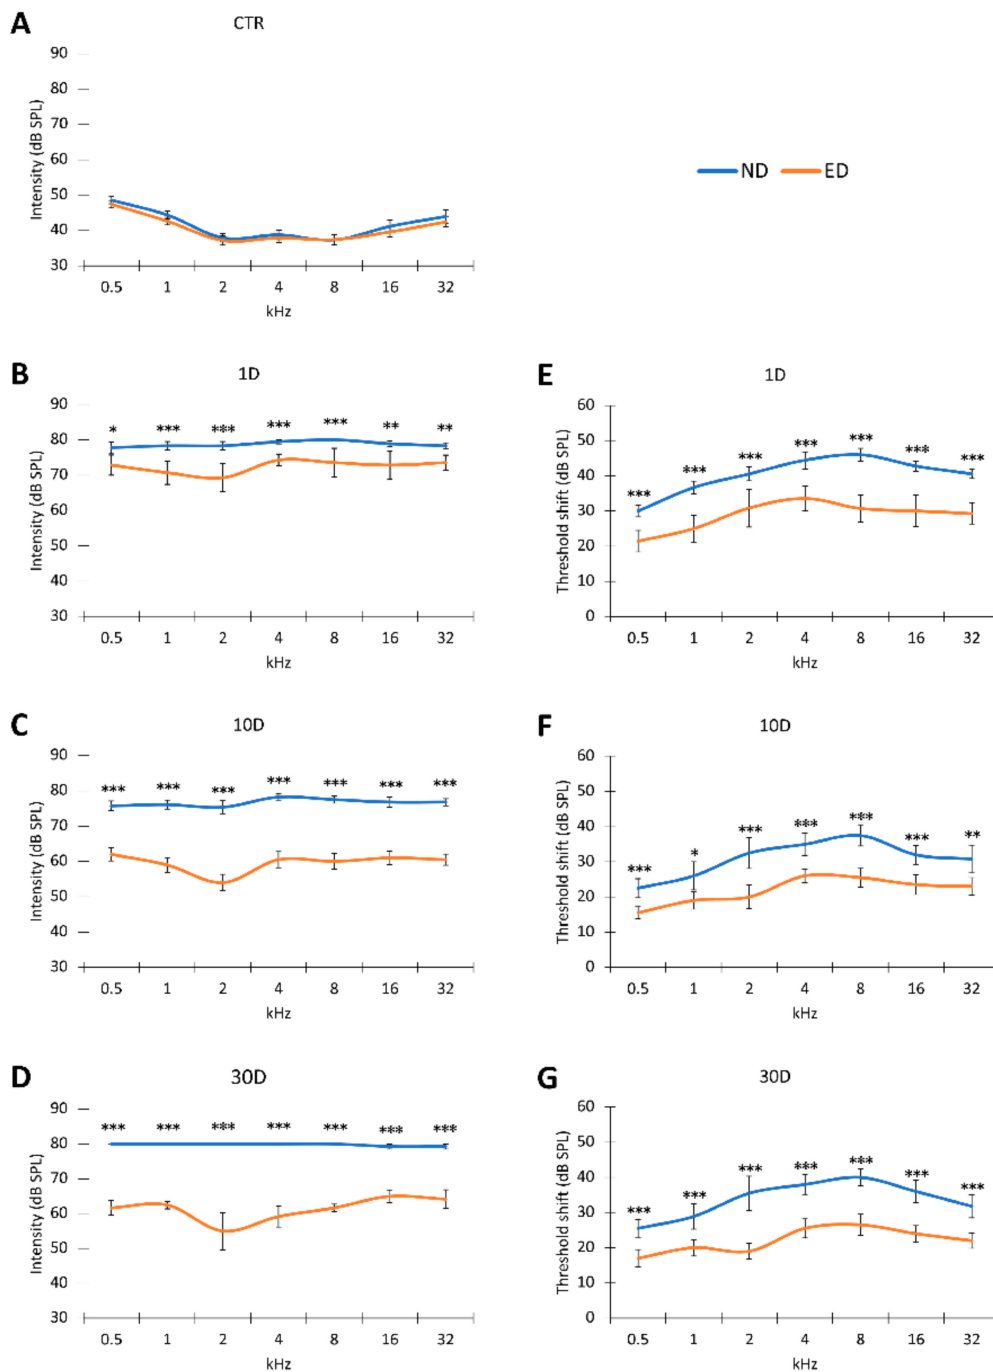 A
CTR
Intensity (dB SPL)
90
80
70
60
50
40
30
0.5 1 2 4 8 16 32
kHz
ND ED
B
1D
Intensity (dB SPL)
90
80
70
60
50
40
30
* *** *** *** *** ** **
0.5 1 2 4 8 16 32
kHz
E
1D
Threshold shift (dB SPL)
60
50
40
30
20
10
0
*** *** *** *** *** *** ***
0.5 1 2 4 8 16 32
kHz
C
10D
Intensity (dB SPL)
90
80
70
60
50
40
30
*** *** *** *** *** *** ***
0.5 1 2 4 8 16 32
kHz
F
10D
Threshold shift (dB SPL)
60
50
40
30
20
10
0
*** * *** *** *** *** **
0.5 1 2 4 8 16 32
kHz
D
30D
Intensity (dB SPL)
90
80
70
60
50
40
30
*** *** *** *** *** *** ***
0.5 1 2 4 8 16 32
kHz
G
30D
Threshold shift (dB SPL)
60
50
40
30
20
10
0
*** *** *** *** *** *** ***
0.5 1 2 4 8 16 32
kHz